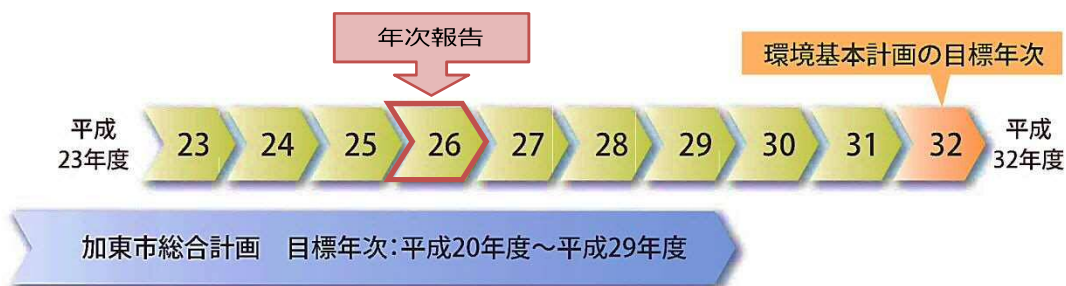 年次報告
環境基本計画の目標年次
平成
23年度
23 24 25 26 27 28 29 30 31 32
平成
32年度
加東市総合計画　目標年次：平成20年度～平成29年度